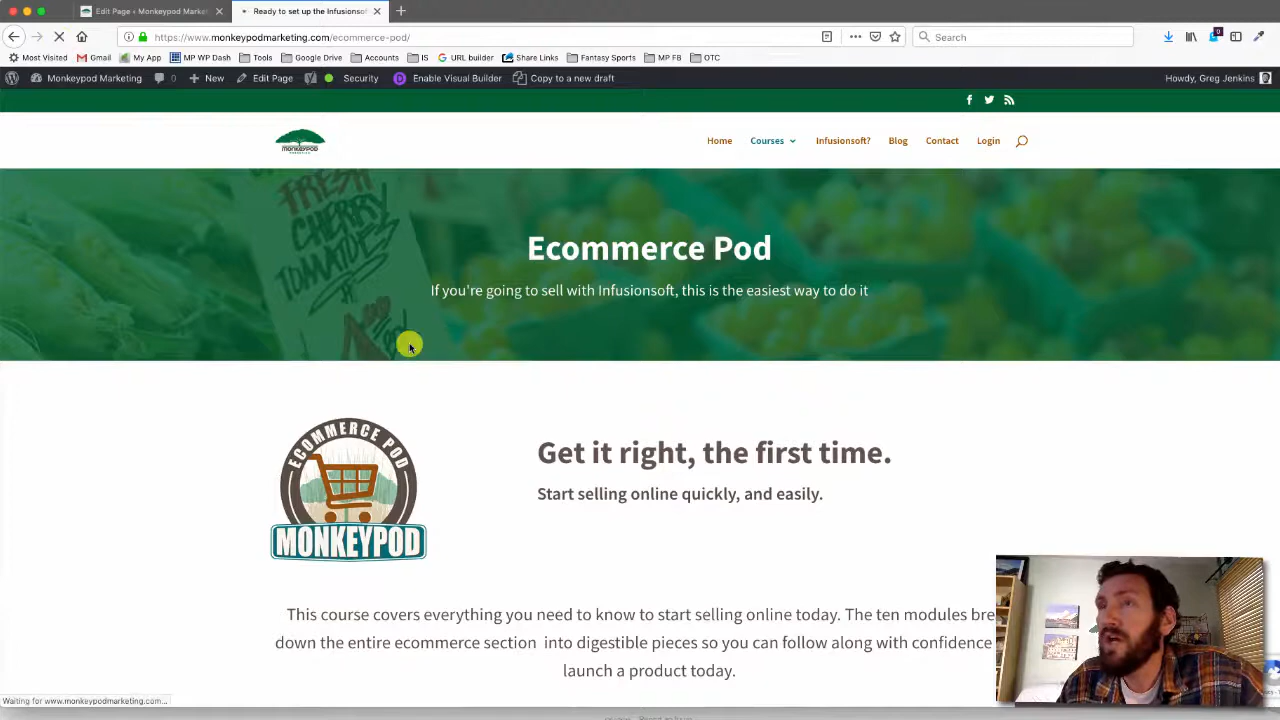 Edit Page ‹ Monkeypod Market
Ready to set up the Infusionsof
https://www.monkeypodmarketing.com/ecommerce-pod/
Search
Most Visited
Gmail
My App
MP WP Dash
Tools
Google Drive
Accounts
IS
URL builder
Share Links
Fantasy Sports
MP FB
OTC
Monkeypod Marketing
0
New
Edit Page
Security
Enable Visual Builder
Copy to a new draft
Howdy, Greg Jenkins
MONKEYPOD
Home
Courses
Infusionsoft?
Blog
Contact
Login
FRESH
CHERRY
TOMATOES
Ecommerce Pod
If you're going to sell with Infusionsoft, this is the easiest way to do it
ECOMMERCE POD
MONKEYPOD
Get it right, the first time.
Start selling online quickly, and easily.
This course covers everything you need to know to start selling online today. The ten modules bre
down the entire ecommerce section into digestible pieces so you can follow along with confidence
launch a product today.
Waiting for www.monkeypodmarketing.com...